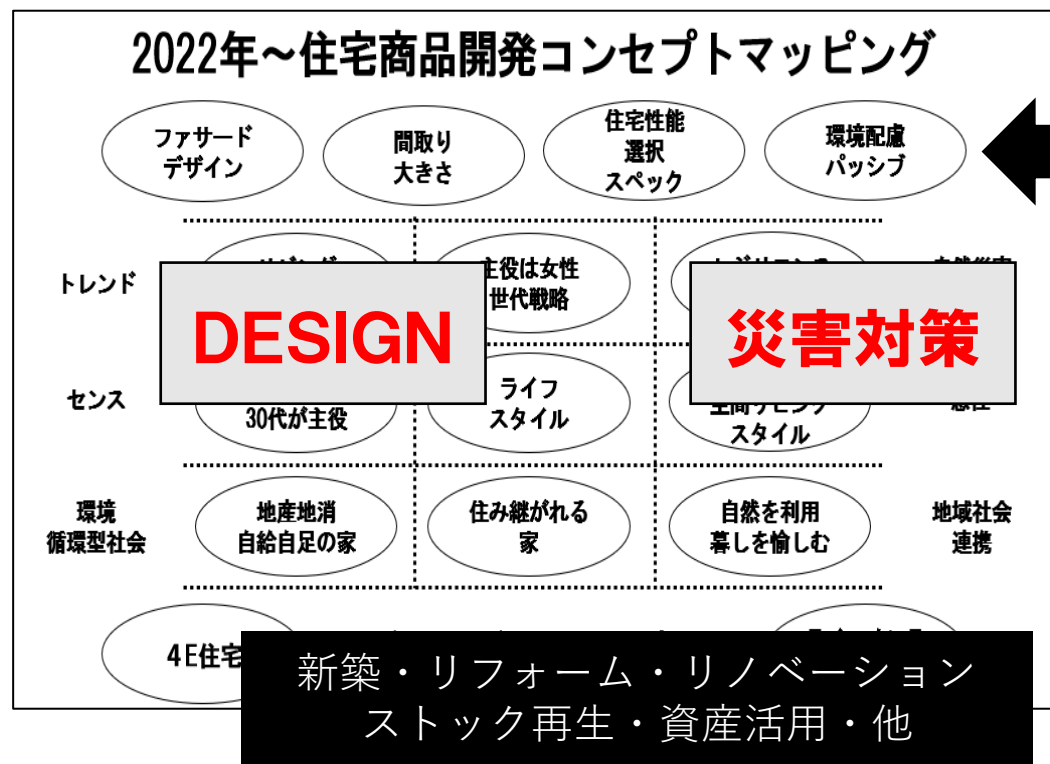 2022年～住宅商品開発コンセプトマッピング
ファサード
デザイン
間取り
大きさ
住宅性能
選択
スペック
環境配慮
パッシブ
トレンド
主役は女性
世代戦略
DESIGN
災害対策
センス
30代が主役
ライフ
スタイル
スタイル
環境
循環型社会
地産地消
自給自足の家
住み継がれる
家
自然を利用
暮しを愉しむ
地域社会
連携
4E住宅
新築・リフォーム・リノベーション
ストック再生・資産活用・他